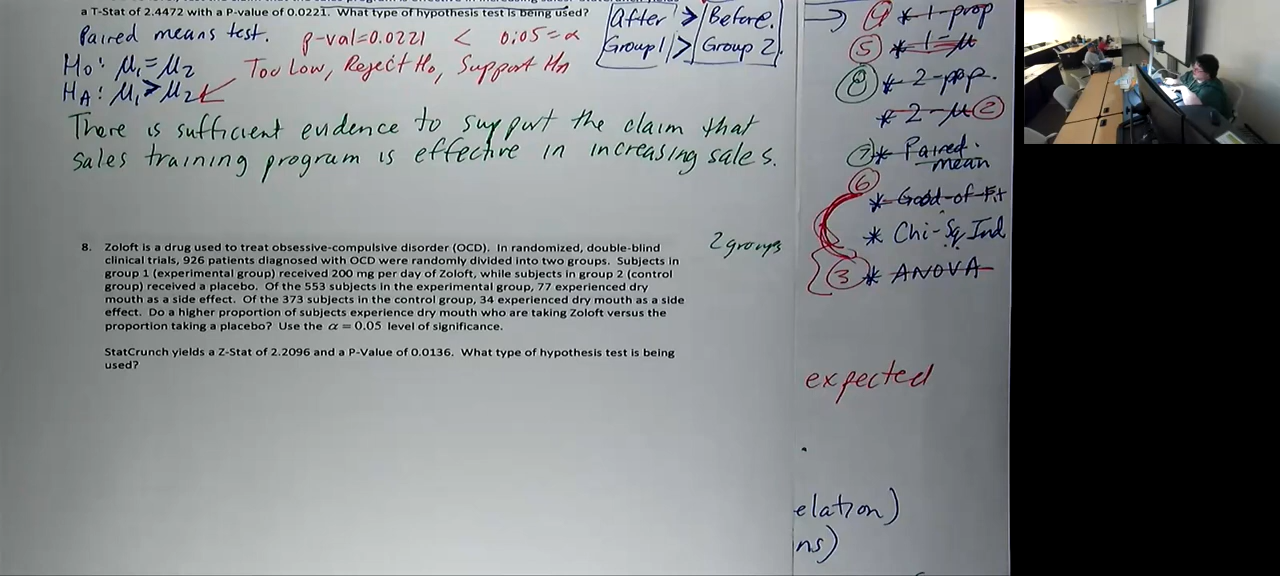 a T-Stat of 2.4472 with a P-value of 0.0221. What type of hypothesis test is being used?
Paired means test. p-val=0.0221 < 0.05=α
H₀: μ₁=μ₂ Too Low, Reject H₀, Support HA
HA: μ₁>μ₂
After > Before.
Group 1 > Group 2.
There is sufficient evidence to support the claim that
sales training program is effective in increasing sales.
2 groups
8. Zoloft is a drug used to treat obsessive-compulsive disorder (OCD). In randomized, double-blind
clinical trials, 926 patients diagnosed with OCD were randomly divided into two groups. Subjects in
group 1 (experimental group) received 200 mg per day of Zoloft, while subjects in group 2 (control
group) received a placebo. Of the 553 subjects in the experimental group, 77 experienced dry
mouth as a side effect. Of the 373 subjects in the control group, 34 experienced dry mouth as a side
effect. Do a higher proportion of subjects experience dry mouth who are taking Zoloft versus the
proportion taking a placebo? Use the α = 0.05 level of significance.
StatCrunch yields a Z-Stat of 2.2096 and a P-Value of 0.0136. What type of hypothesis test is being
used?
④ * 1-prop
⑤ * 1-μ
⑧ * 2-prop.
* 2-μ ②
⑦ * Paired.
mean
⑥ * Good-of-Fit
* Chi-Sq Ind
③ * ANOVA
expected
elation)
ns)